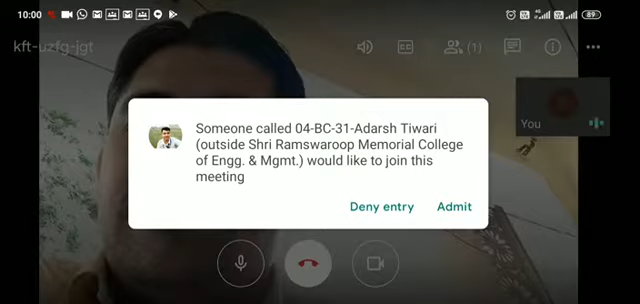 10:00
89
kft-uzfg-jgt
CC
(1)
You
Someone called 04-BC-31-Adarsh Tiwari
(outside Shri Ramswaroop Memorial College
of Engg. & Mgmt.) would like to join this
meeting
Deny entry
Admit